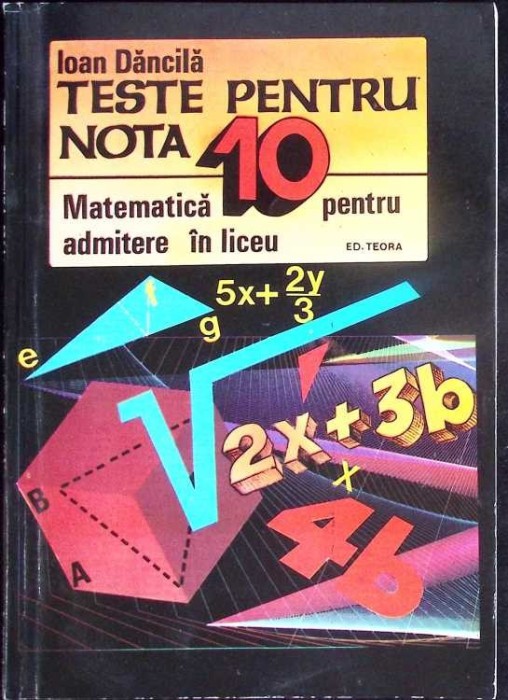 Ioan Dăncilă
TESTE PENTRU
NOTA 10
Matematică pentru
admitere în liceu
ED. TEORA
5x+ 2y/3
f
g
e
√2x+3b
x
4b
B
A